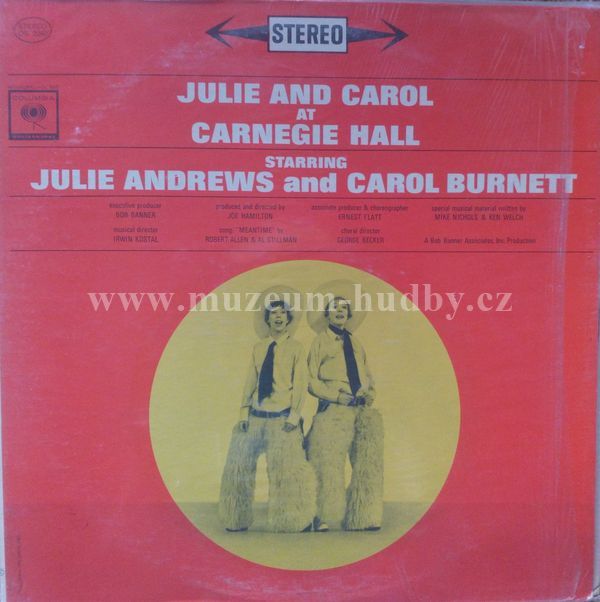 STEREO
COLUMBIA
JULIE AND CAROL
AT
CARNEGIE HALL
STARRING
JULIE ANDREWS and CAROL BURNETT
executive producer
BOB BANNER
produced and directed by
JOE HAMILTON
associate producer & choreographer
ERNEST FLATT
special musical material written by
MIKE NICHOLS & KEN WELCH
musical director
IRWIN KOSTAL
song, "MEANTIME" by
ROBERT ALLEN & AL STILLMAN
choral director
GEORGE BECKER
A Bob Banner Associates, Inc. Production
www.muzeum-hudby.cz